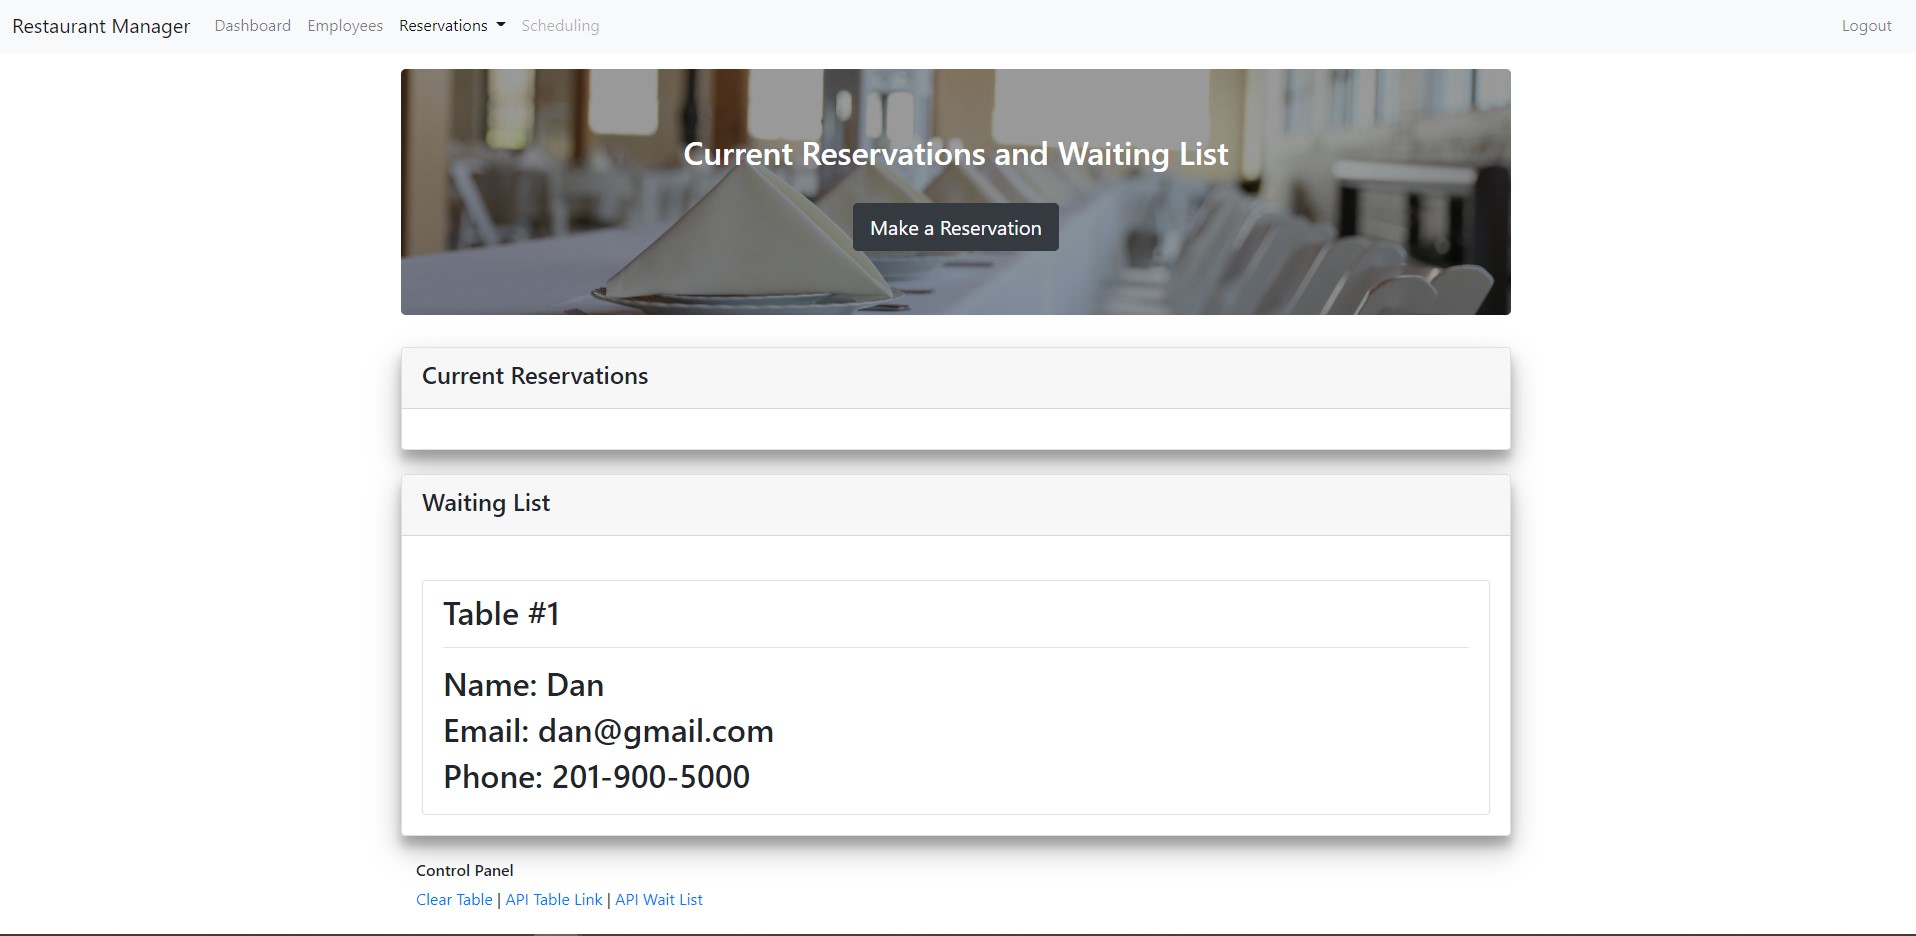 Restaurant Manager Dashboard Employees Reservations Scheduling Logout
Current Reservations and Waiting List
Make a Reservation
Current Reservations
Waiting List
Table #1
Name: Dan
Email: dan@gmail.com
Phone: 201-900-5000
Control Panel
Clear Table | API Table Link | API Wait List